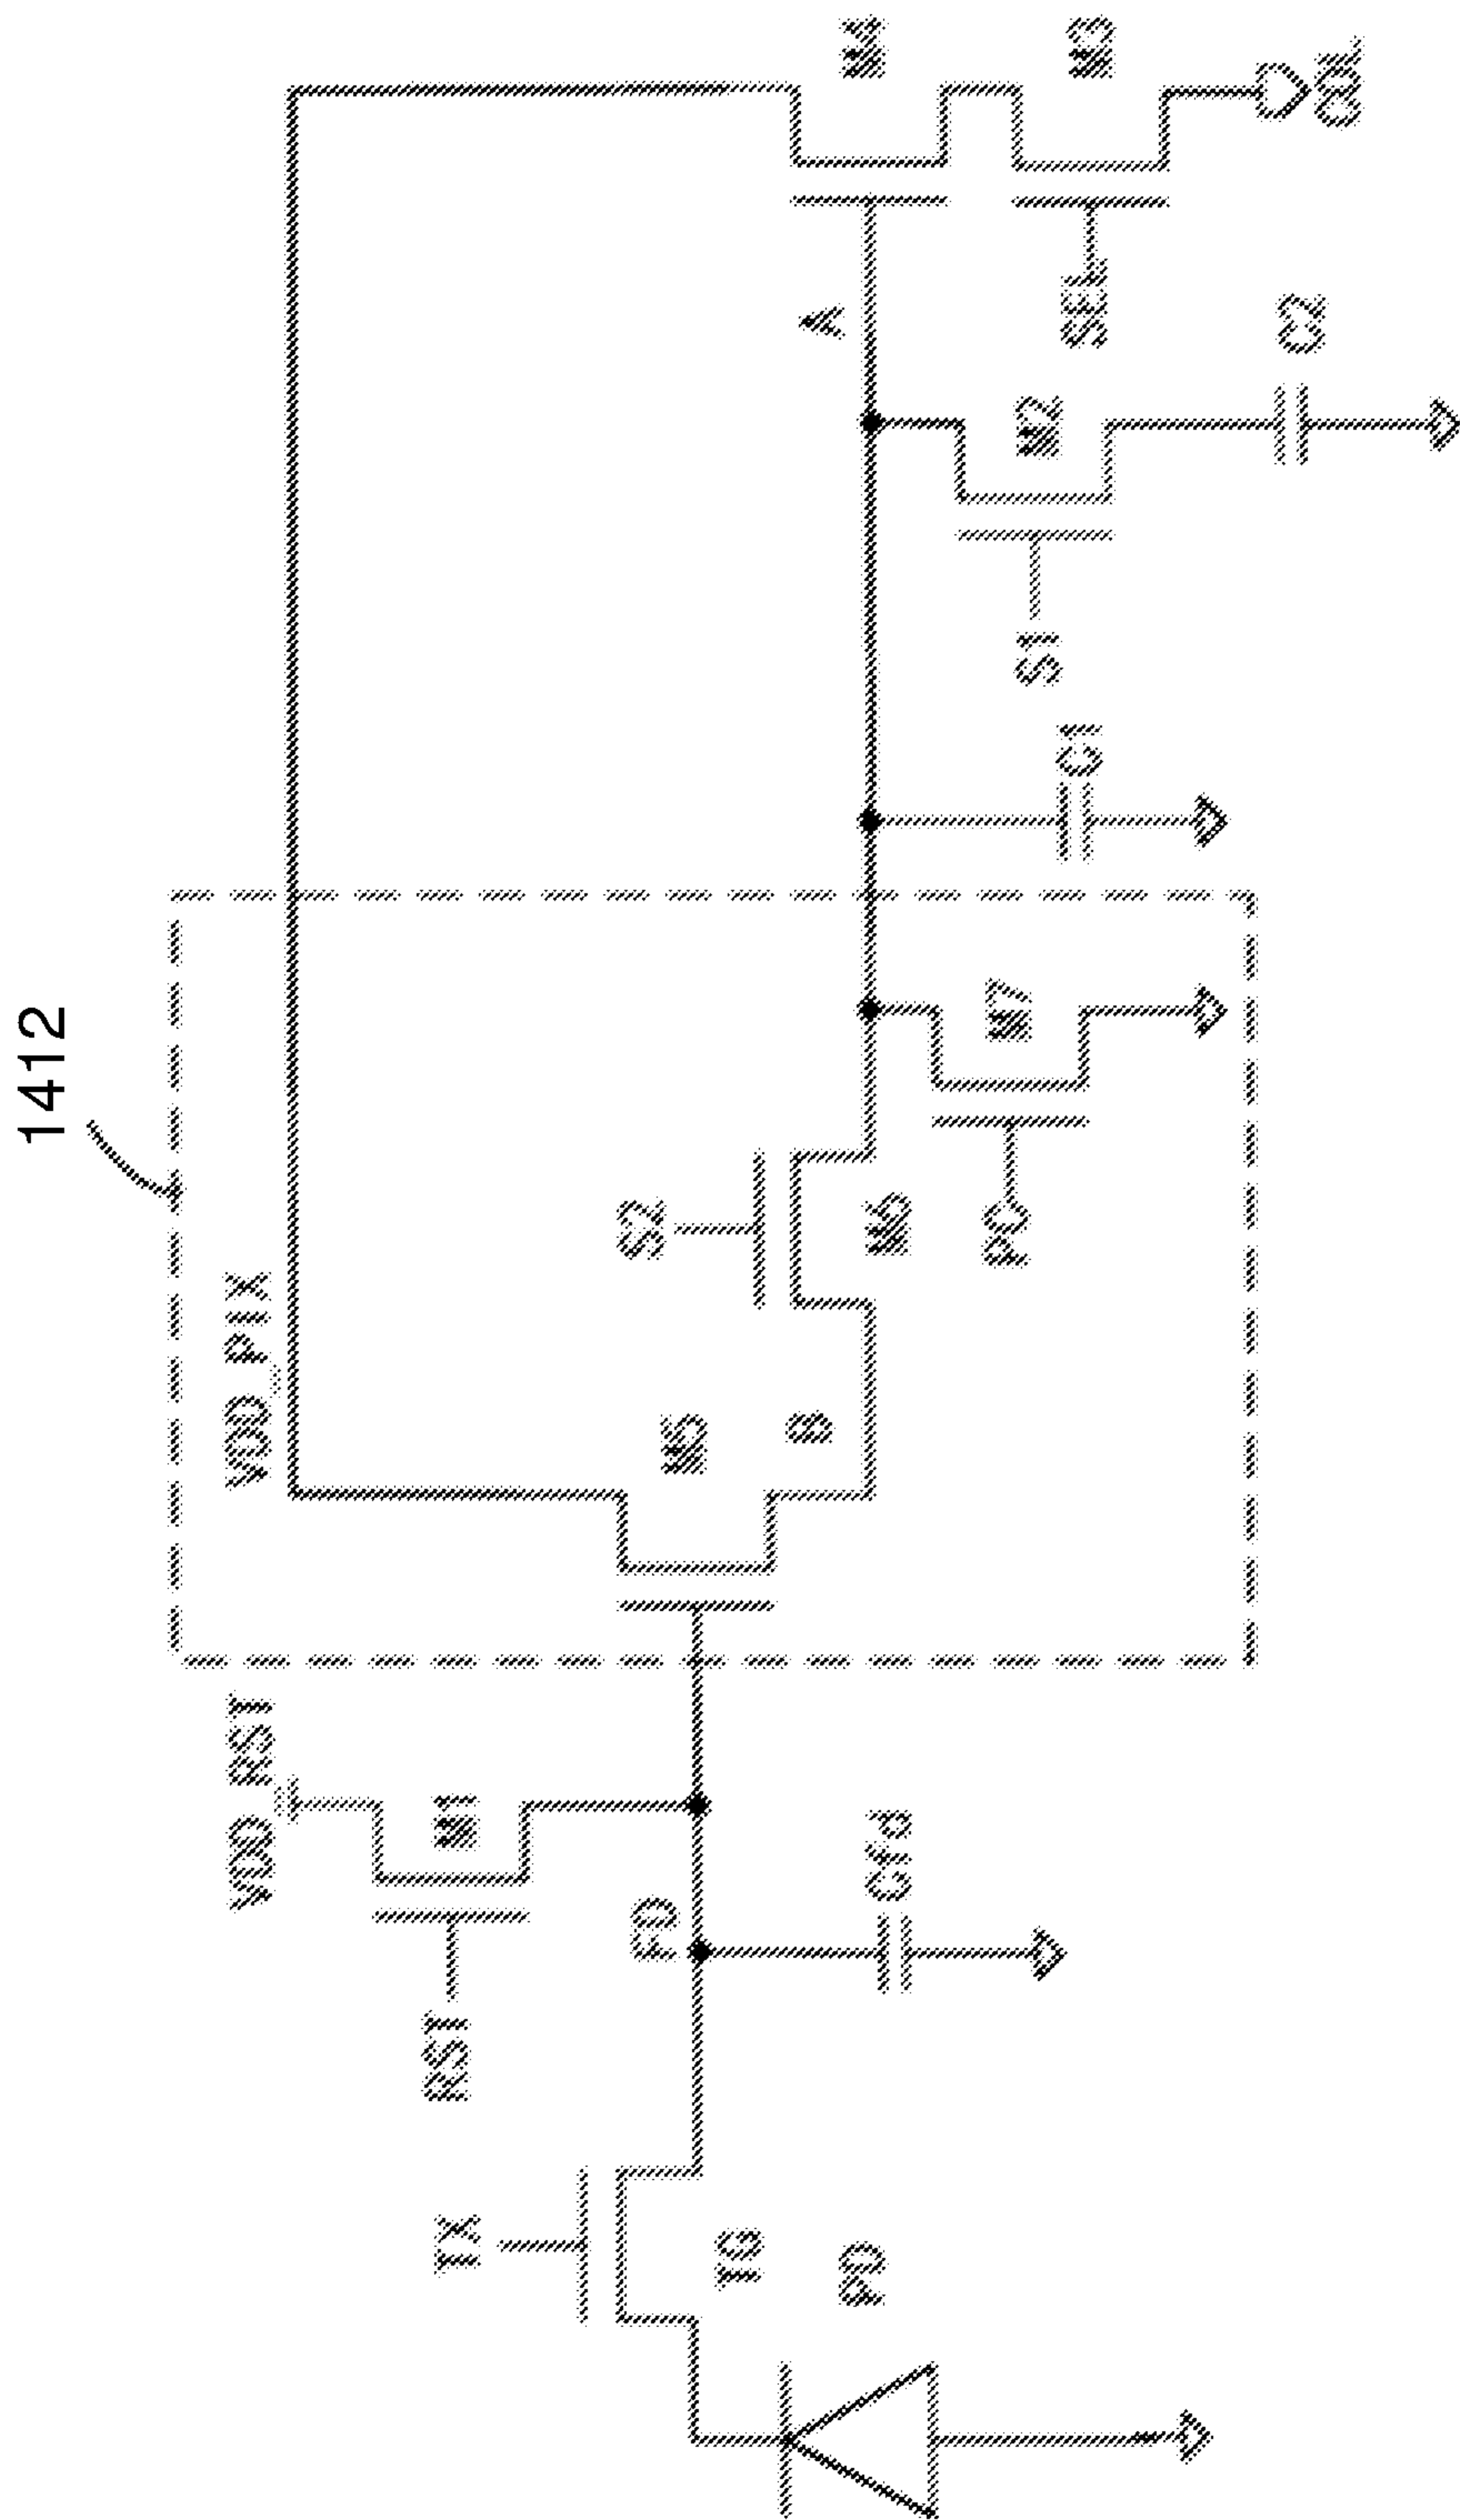 1412
VDD_RST
VDD_PIX
RST
M1
TX
TG
PD
FD
Cfd
M5
B
S2
M6
PC
M7
C1
S1
M2
C2
A
SEL
M4
M3
COL